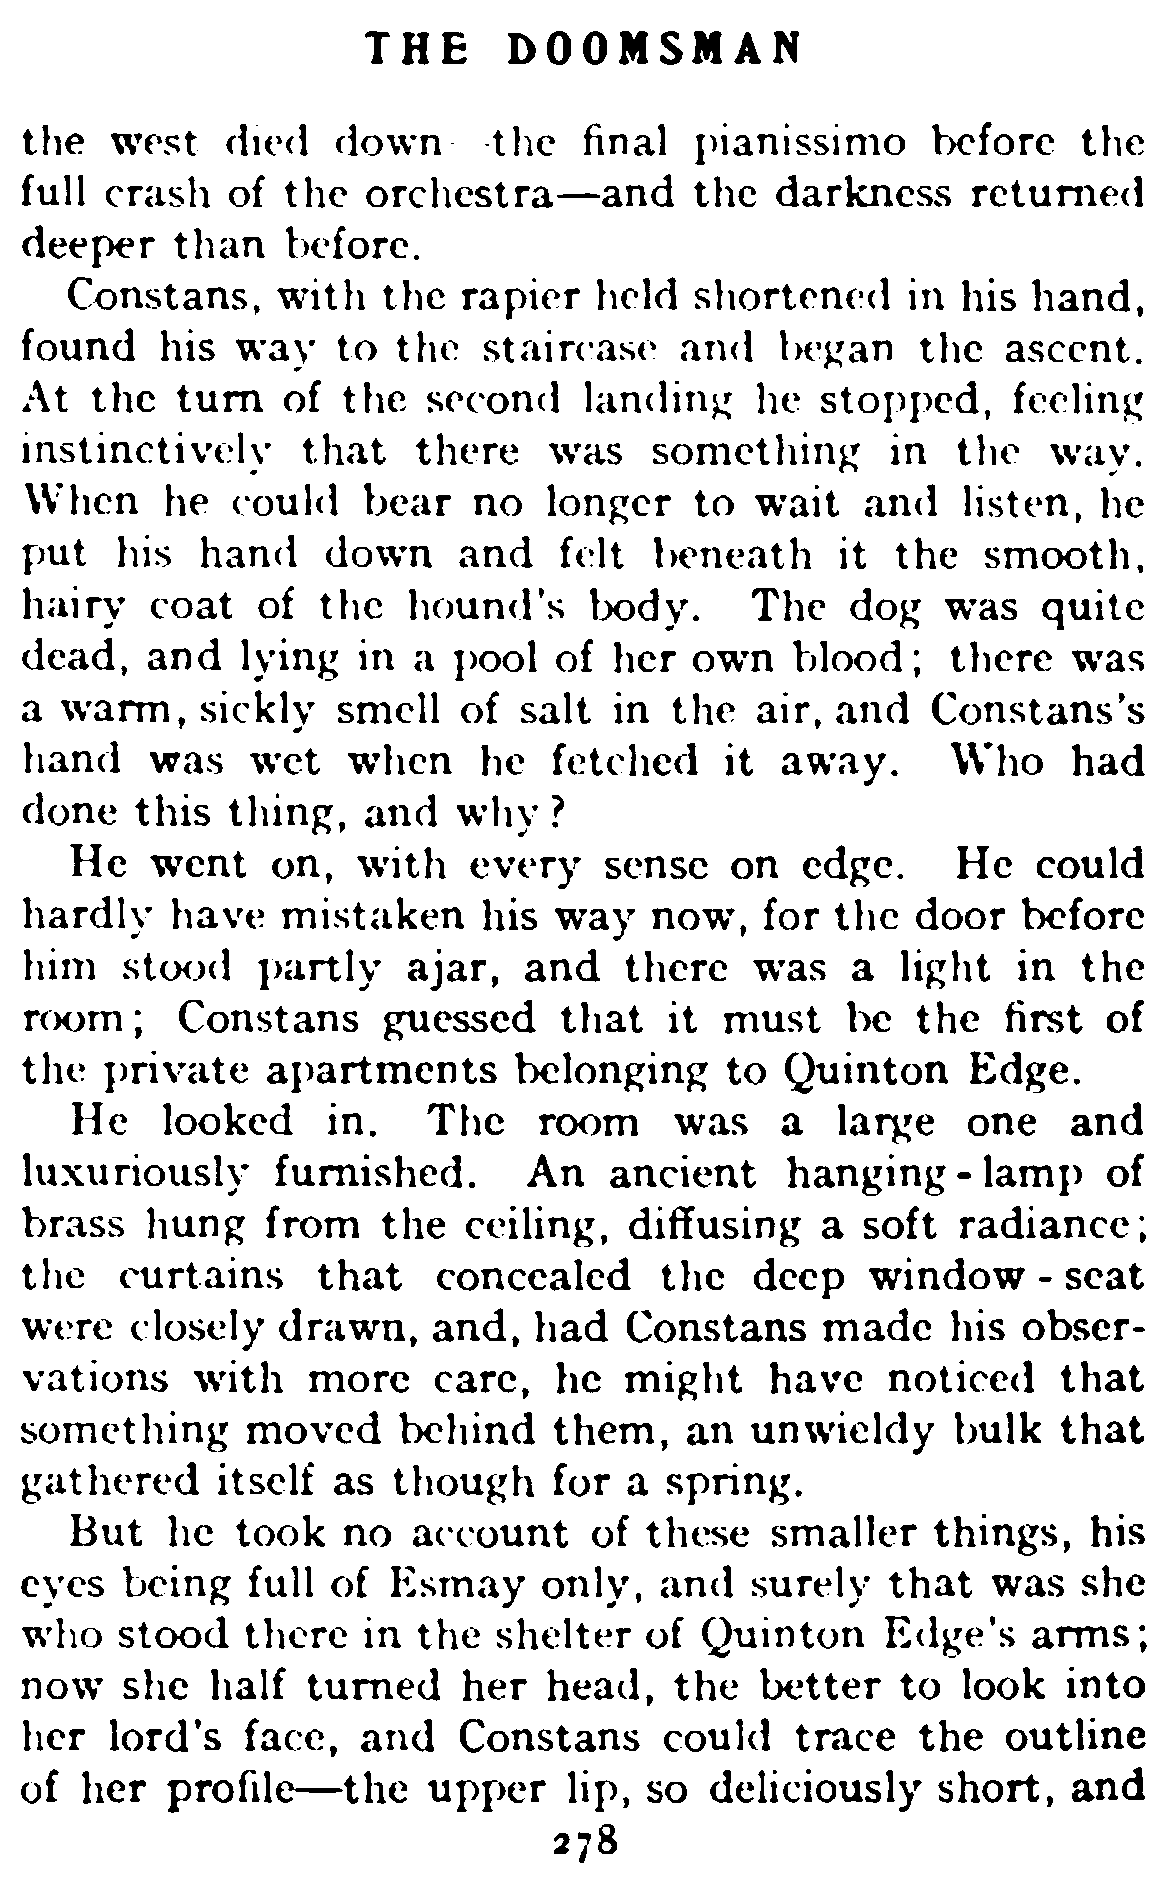 THE DOOMSMAN
the west died down—the final pianissimo before the
full crash of the orchestra—and the darkness returned
deeper than before.
Constans, with the rapier held shortened in his hand,
found his way to the staircase and began the ascent.
At the turn of the second landing he stopped, feeling
instinctively that there was something in the way.
When he could bear no longer to wait and listen, he
put his hand down and felt beneath it the smooth,
hairy coat of the hound's body. The dog was quite
dead, and lying in a pool of her own blood; there was
a warm, sickly smell of salt in the air, and Constans's
hand was wet when he fetched it away. Who had
done this thing, and why?
He went on, with every sense on edge. He could
hardly have mistaken his way now, for the door before
him stood partly ajar, and there was a light in the
room; Constans guessed that it must be the first of
the private apartments belonging to Quinton Edge.
He looked in. The room was a large one and
luxuriously furnished. An ancient hanging-lamp of
brass hung from the ceiling, diffusing a soft radiance;
the curtains that concealed the deep window-seat
were closely drawn, and, had Constans made his obser-
vations with more care, he might have noticed that
something moved behind them, an unwieldy bulk that
gathered itself as though for a spring.
But he took no account of these smaller things, his
eyes being full of Esmay only, and surely that was she
who stood there in the shelter of Quinton Edge's arms;
now she half turned her head, the better to look into
her lord's face, and Constans could trace the outline
of her profile—the upper lip, so deliciously short, and
278